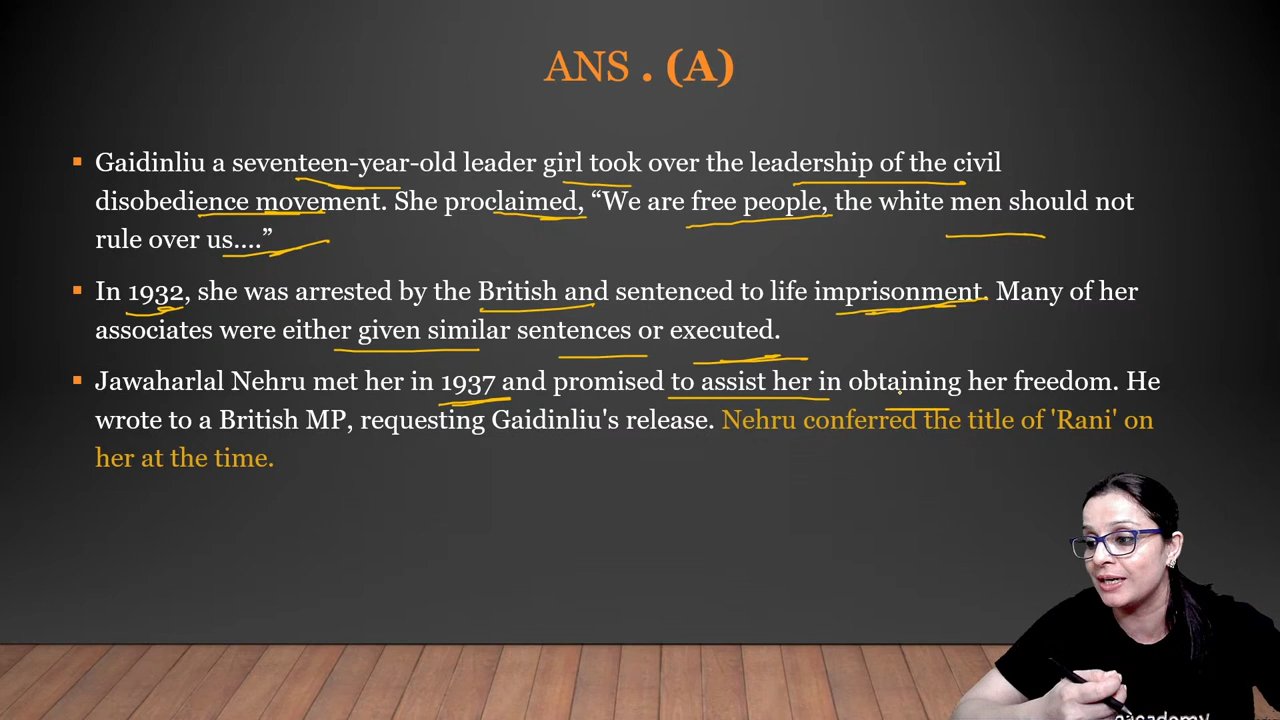 ANS . (A)
Gaidinliu a seventeen-year-old leader girl took over the leadership of the civil
disobedience movement. She proclaimed, “We are free people, the white men should not
rule over us....”
In 1932, she was arrested by the British and sentenced to life imprisonment. Many of her
associates were either given similar sentences or executed.
Jawaharlal Nehru met her in 1937 and promised to assist her in obtaining her freedom. He
wrote to a British MP, requesting Gaidinliu's release. Nehru conferred the title of 'Rani' on
her at the time.